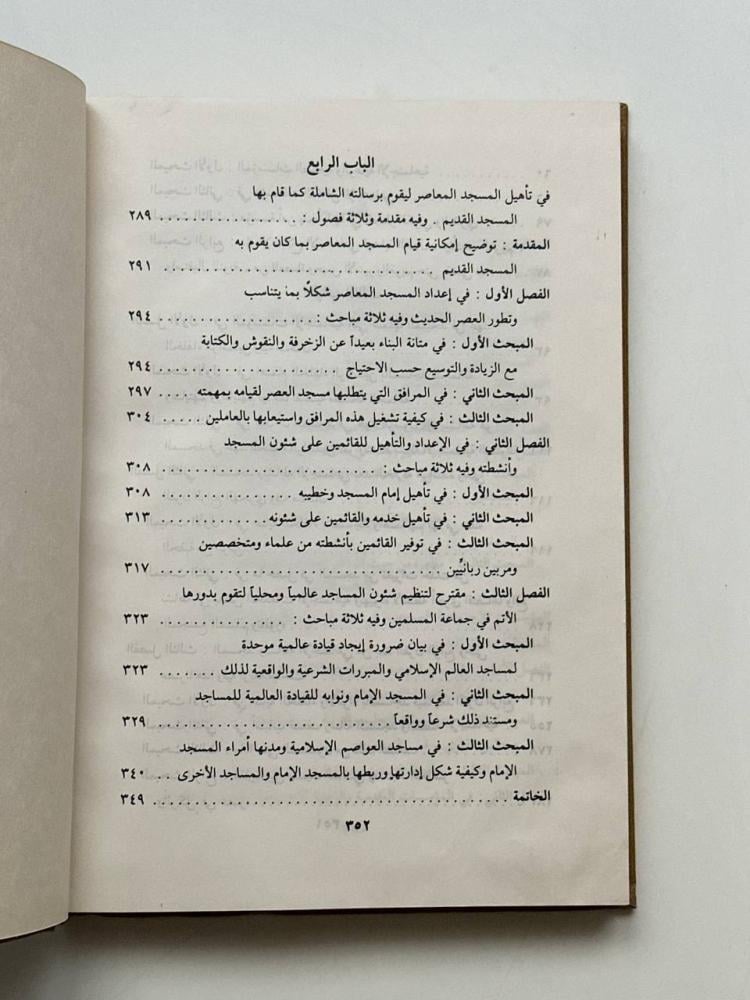 الباب الرابع
في تأهيل المسجد المعاصر ليقوم برسالته الشاملة كما قام بها
المسجد القديم . وفيه مقدمة وثلاثة فصول : . . . . . . . . . . . . . . . . ٢٨٩
المقدمة : توضيح إمكانية قيام المسجد المعاصر بما كان يقوم به
المسجد القديم . . . . . . . . . . . . . . . . . . . . . . . . . . . . . . . . ٢٩١
الفصل الأول : في إعداد المسجد المعاصر شكلًا بما يتناسب
وتطور العصر الحديث وفيه ثلاثة مباحث : . . . . . . . . . . . . . . . . . . ٢٩٤
المبحث الأول : في متانة البناء بعيداً عن الزخرفة والنقوش والكتابة
مع الزيادة والتوسيع حسب الاحتياج . . . . . . . . . . . . . . . . . . . ٢٩٤
المبحث الثاني : في المرافق التي يتطلبها مسجد العصر لقيامه بمهمته . . . . ٢٩٧
المبحث الثالث : في كيفية تشغيل هذه المرافق واستيعابها بالعاملين . . . . . ٣٠٤
الفصل الثاني : في الإعداد والتأهيل للقائمين على شئون المسجد
وأنشطته وفيه ثلاثة مباحث : . . . . . . . . . . . . . . . . . . . . . . . . . ٣٠٨
المبحث الأول : في تأهيل إمام المسجد وخطيبه . . . . . . . . . . . . . . . ٣٠٨
المبحث الثاني : في تأهيل خدمه والقائمين على شئونه . . . . . . . . . . . . ٣١٣
المبحث الثالث : في توفير القائمين بأنشطته من علماء ومتخصصين
ومربين ربانيِّين . . . . . . . . . . . . . . . . . . . . . . . . . . . . . . . ٣١٧
الفصل الثالث : مقترح لتنظيم شئون المساجد عالمياً ومحلياً لتقوم بدورها
الأتم في جماعة المسلمين وفيه ثلاثة مباحث : . . . . . . . . . . . . . . ٣٢٣
المبحث الأول : في بيان ضرورة إيجاد قيادة عالمية موحدة
لمساجد العالم الإسلامي والمبررات الشرعية والواقعية لذلك . . . . . . . ٣٢٣
المبحث الثاني : في المسجد الإمام ونوابه للقيادة العالمية للمساجد
ومستند ذلك شرعاً وواقعاً . . . . . . . . . . . . . . . . . . . . . . . . . . . ٣٢٩
المبحث الثالث : في مساجد العواصم الإسلامية ومدنها أمراء المسجد
الإمام وكيفية شكل إدارتها وربطها بالمسجد الإمام والمساجد الأخرى . . ٣٤٠
الخاتمة . . . . . . . . . . . . . . . . . . . . . . . . . . . . . . . . . . . . . . . . . ٣٤٩
٣٥٢